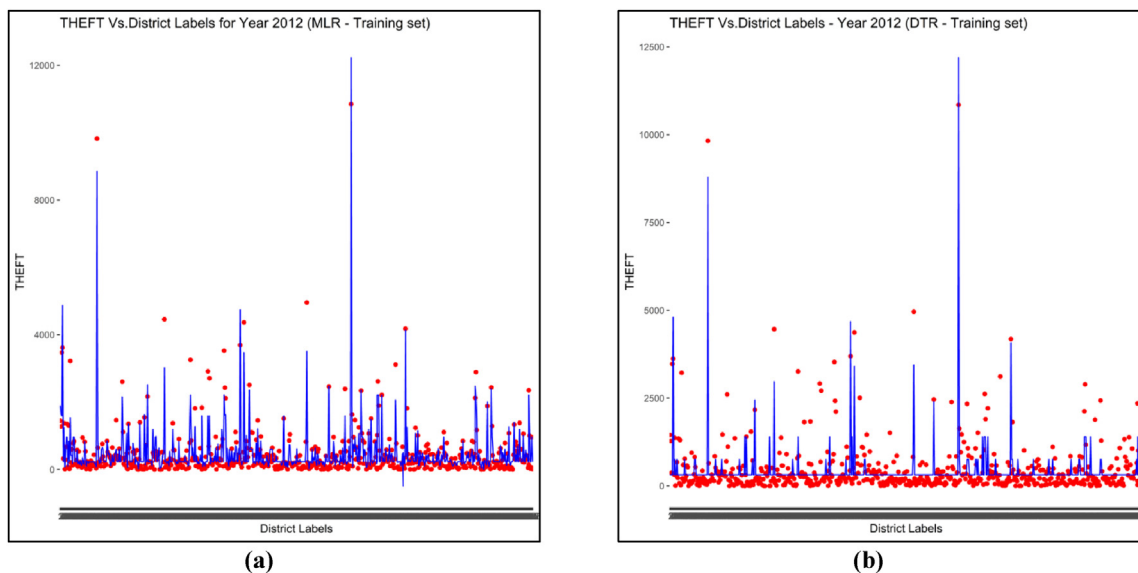 THEFT Vs.District Labels for Year 2012 (MLR - Training set)
12000
8000
4000
0
THEFT
District Labels
(a)
THEFT Vs.District Labels - Year 2012 (DTR - Training set)
12500
10000
7500
5000
2500
0
THEFT
District Labels
(b)